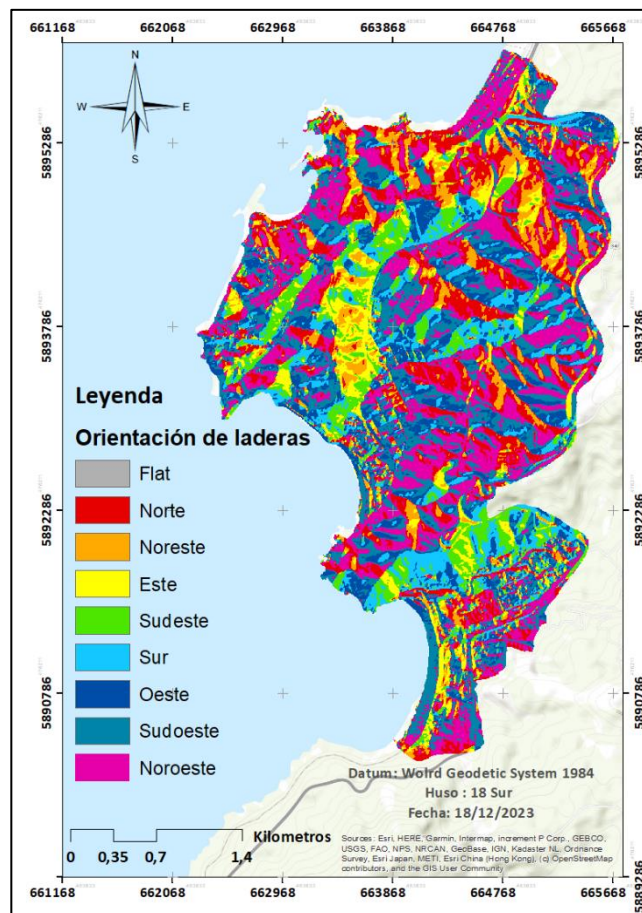 661168 662068 662968 663868 664768 665668
N
W E
S
5895286 5895286
5893786 5893786
5892286 5892286
5890786 5890786
5889286 5889286
Leyenda
Orientación de laderas
Flat
Norte
Noreste
Este
Sudeste
Sur
Oeste
Sudoeste
Noroeste
Datum: Wolrd Geodetic System 1984
Huso : 18 Sur
Fecha: 18/12/2023
Kilometros
0 0,35 0,7 1,4
Sources: Esri, HERE, Garmin, Intermap, increment P Corp., GEBCO,
USGS, FAO, NPS, NRCAN, GeoBase, IGN, Kadaster NL, Ordnance
Survey, Esri Japan, METI, Esri China (Hong Kong), (c) OpenStreetMap
contributors, and the GIS User Community
661168 662068 662968 663868 664768 665668